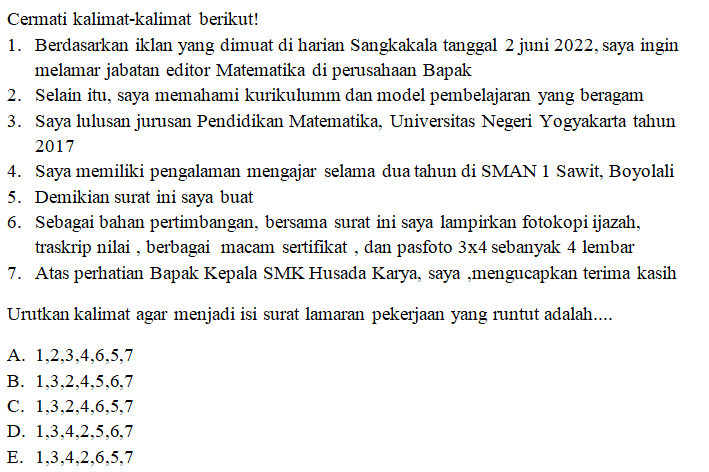 Cermati kalimat-kalimat berikut!
1. Berdasarkan iklan yang dimuat di harian Sangkakala tanggal 2 juni 2022, saya ingin
melamar jabatan editor Matematika di perusahaan Bapak
2. Selain itu, saya memahami kurikulumm dan model pembelajaran yang beragam
3. Saya lulusan jurusan Pendidikan Matematika, Universitas Negeri Yogyakarta tahun
2017
4. Saya memiliki pengalaman mengajar selama dua tahun di SMAN 1 Sawit, Boyolali
5. Demikian surat ini saya buat
6. Sebagai bahan pertimbangan, bersama surat ini saya lampirkan fotokopi ijazah,
traskrip nilai , berbagai macam sertifikat , dan pasfoto 3x4 sebanyak 4 lembar
7. Atas perhatian Bapak Kepala SMK Husada Karya, saya ,mengucapkan terima kasih
Urutkan kalimat agar menjadi isi surat lamaran pekerjaan yang runtut adalah....
A. 1,2,3,4,6,5,7
B. 1,3,2,4,5,6,7
C. 1,3,2,4,6,5,7
D. 1,3,4,2,5,6,7
E. 1,3,4,2,6,5,7